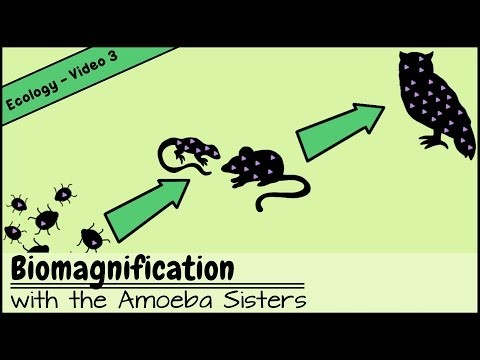 Ecology - Video 3
Biomagnification
with the Amoeba Sisters